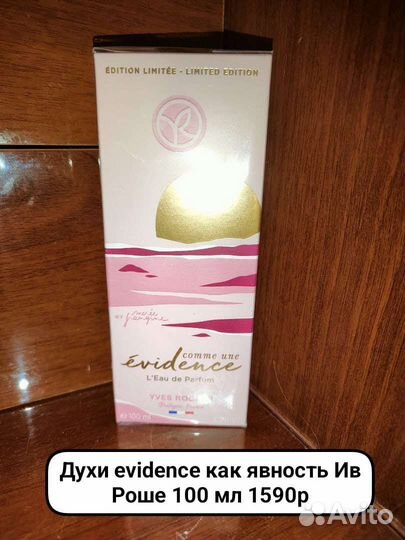 ÉDITION LIMITÉE - LIMITED EDITION
comme une
évidence
L'Eau de Parfum
YVES
100 ml
Духи evidence как явность Ив
Роше 100 мл 1590р
Avito